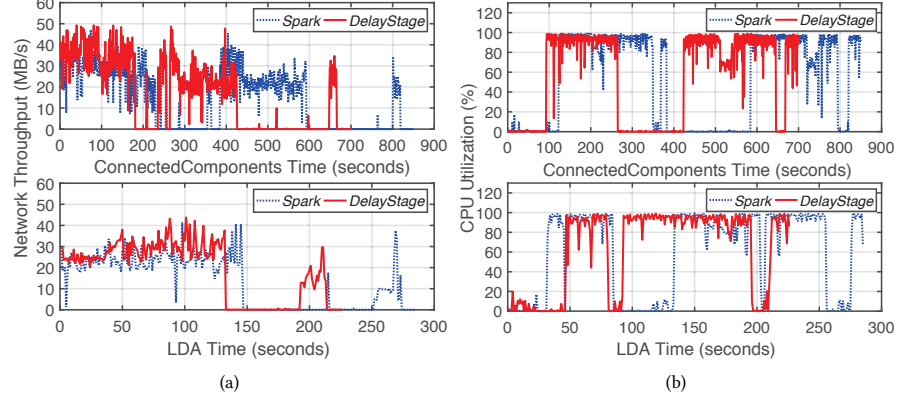 Network Throughput (MB/s)
60
50
40
30
20
10
0
Spark
DelayStage
0 100 200 300 400 500 600 700 800 900
ConnectedComponents Time (seconds)
60
50
40
30
20
10
0
Spark
DelayStage
0 50 100 150 200 250 300
LDA Time (seconds)
(a)
CPU Utilization (%)
120
100
80
60
40
20
0
Spark
DelayStage
0 100 200 300 400 500 600 700 800 900
ConnectedComponents Time (seconds)
120
100
80
60
40
20
0
Spark
DelayStage
0 50 100 150 200 250 300
LDA Time (seconds)
(b)